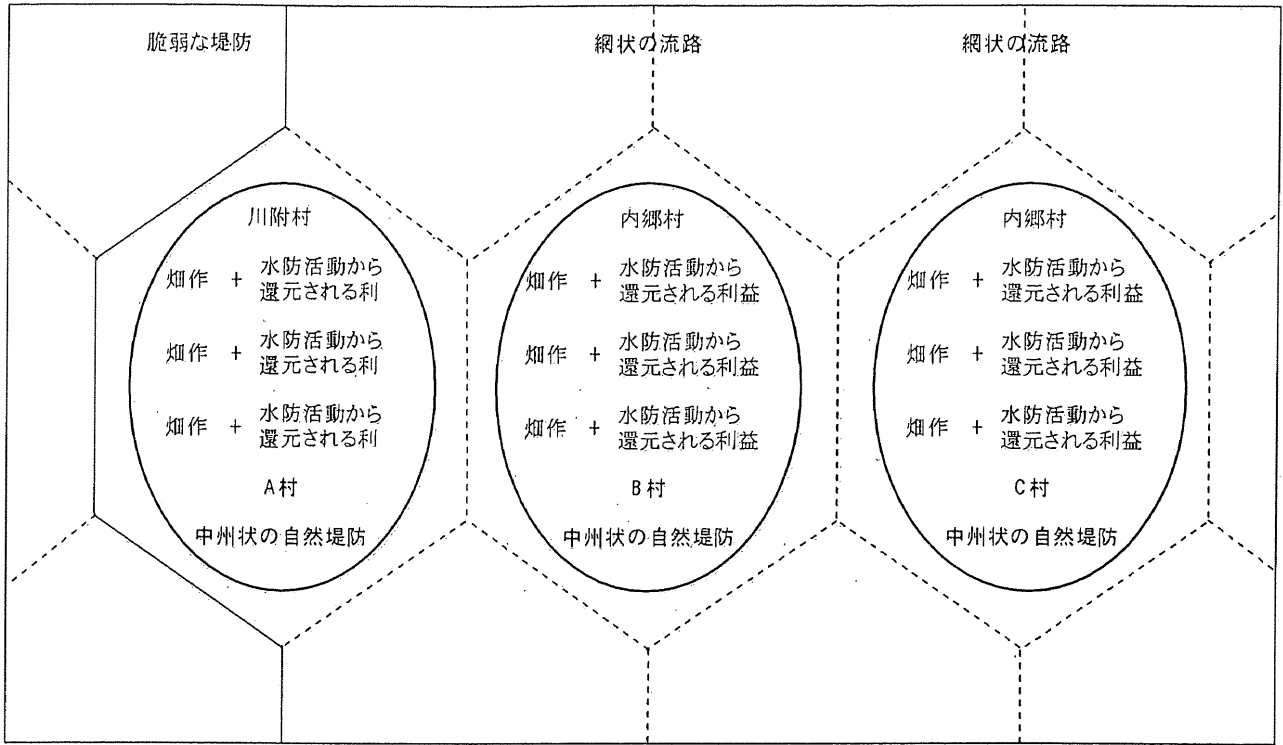 脆弱な堤防
網状の流路
網状の流路
川附村
畑作 + 水防活動から
還元される利
畑作 + 水防活動から
還元される利
畑作 + 水防活動から
還元される利
A村
中州状の自然堤防
内郷村
畑作 + 水防活動から
還元される利益
畑作 + 水防活動から
還元される利益
畑作 + 水防活動から
還元される利益
B村
中州状の自然堤防
内郷村
畑作 + 水防活動から
還元される利益
畑作 + 水防活動から
還元される利益
畑作 + 水防活動から
還元される利益
C村
中州状の自然堤防